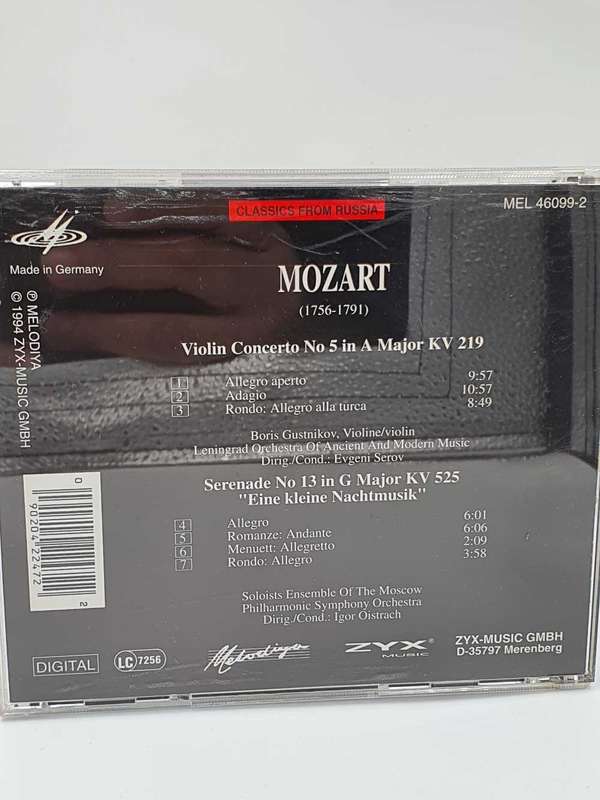 CLASSICS FROM RUSSIA
MEL 46099-2
Made in Germany
MOZART
(1756-1791)
℗ MELODIYA
© 1994 ZYX-MUSIC GMBH
Violin Concerto No 5 in A Major KV 219
1 Allegro aperto 9:57
2 Adagio 10:57
3 Rondo: Allegro alla turca 8:49
Boris Gustnikov, Violine/violin
Leningrad Orchestra Of Ancient And Modern Music
Dirig./Cond.: Evgeni Serov
Serenade No 13 in G Major KV 525
"Eine kleine Nachtmusik"
4 Allegro 6:01
5 Romanze: Andante 6:06
6 Menuett: Allegretto 2:09
7 Rondo: Allegro 3:58
Soloists Ensemble Of The Moscow
Philharmonic Symphony Orchestra
Dirig./Cond.: Igor Oistrach
0 90204 22472 2
DIGITAL
LC 7256
Melodiya
ZYX®
MUSIC
ZYX-MUSIC GMBH
D-35797 Merenberg